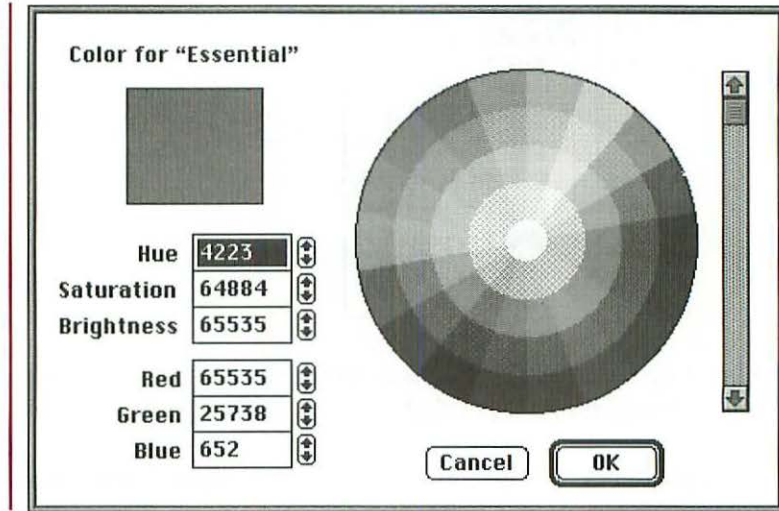 Color for “Essential”
Hue 4223
Saturation 64884
Brightness 65535
Red 65535
Green 25738
Blue 652
Cancel OK